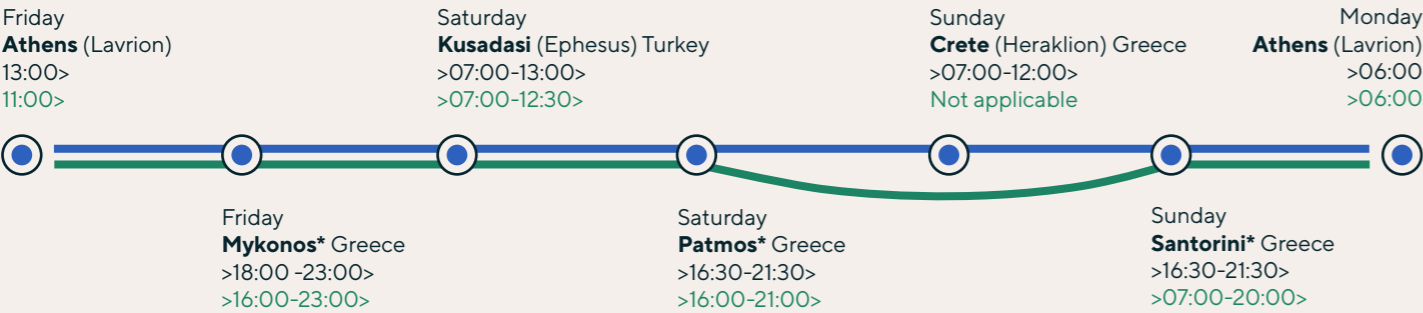 Friday
Athens (Lavrion)
13:00>
11:00>
Saturday
Kusadasi (Ephesus) Turkey
>07:00-13:00>
>07:00-12:30>
Sunday
Crete (Heraklion) Greece
>07:00-12:00>
Not applicable
Monday
Athens (Lavrion)
>06:00
>06:00
Friday
Mykonos* Greece
>18:00 -23:00>
>16:00-23:00>
Saturday
Patmos* Greece
>16:30-21:30>
>16:00-21:00>
Sunday
Santorini* Greece
>16:30-21:30>
>07:00-20:00>